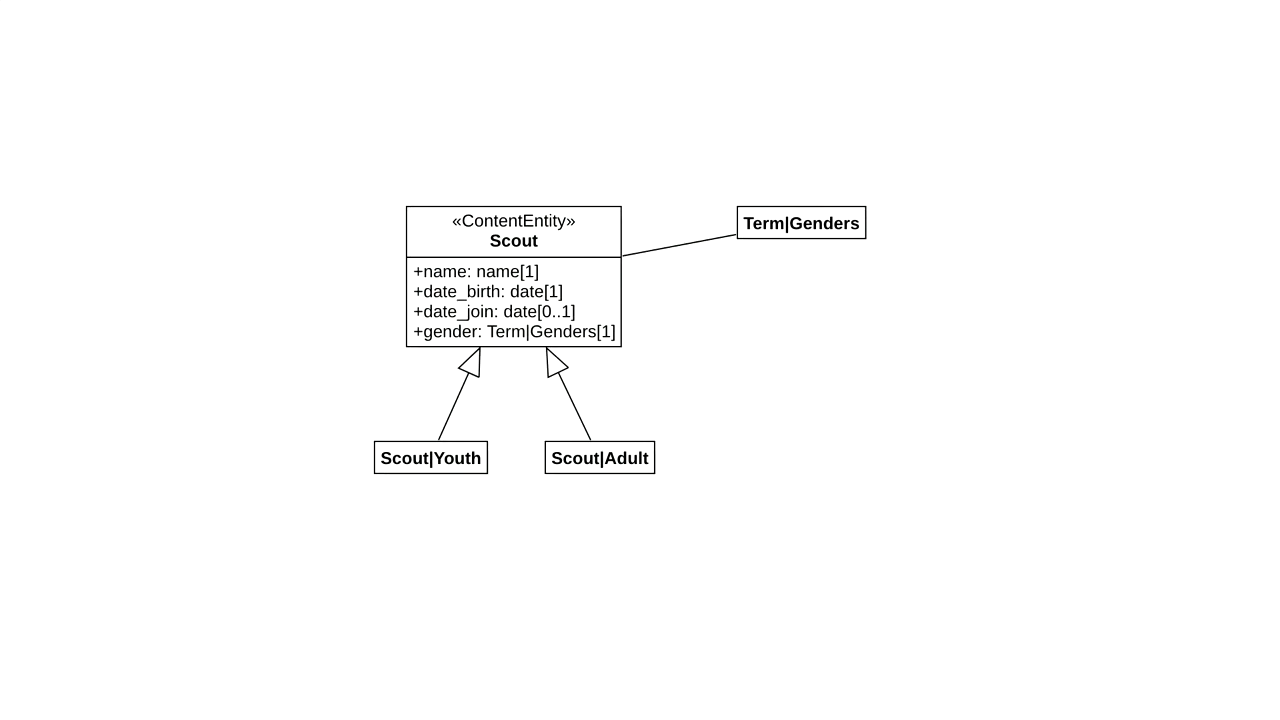 «ContentEntity»
Scout
+name: name[1]
+date_birth: date[1]
+date_join: date[0..1]
+gender: Term|Genders[1]
Term|Genders
Scout|Youth
Scout|Adult